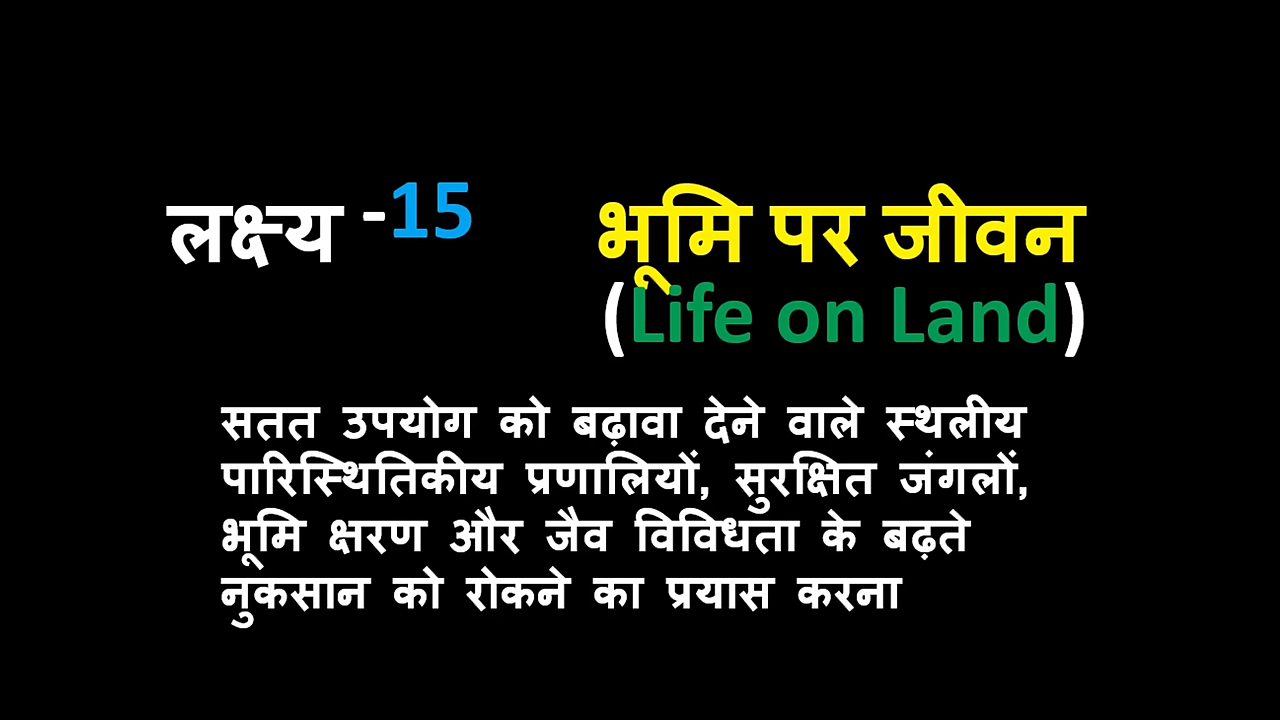 लक्ष्य -15 भूमि पर जीवन
(Life on Land)
सतत उपयोग को बढ़ावा देने वाले स्थलीय
पारिस्थितिकीय प्रणालियों, सुरक्षित जंगलों,
भूमि क्षरण और जैव विविधता के बढ़ते
नुकसान को रोकने का प्रयास करना